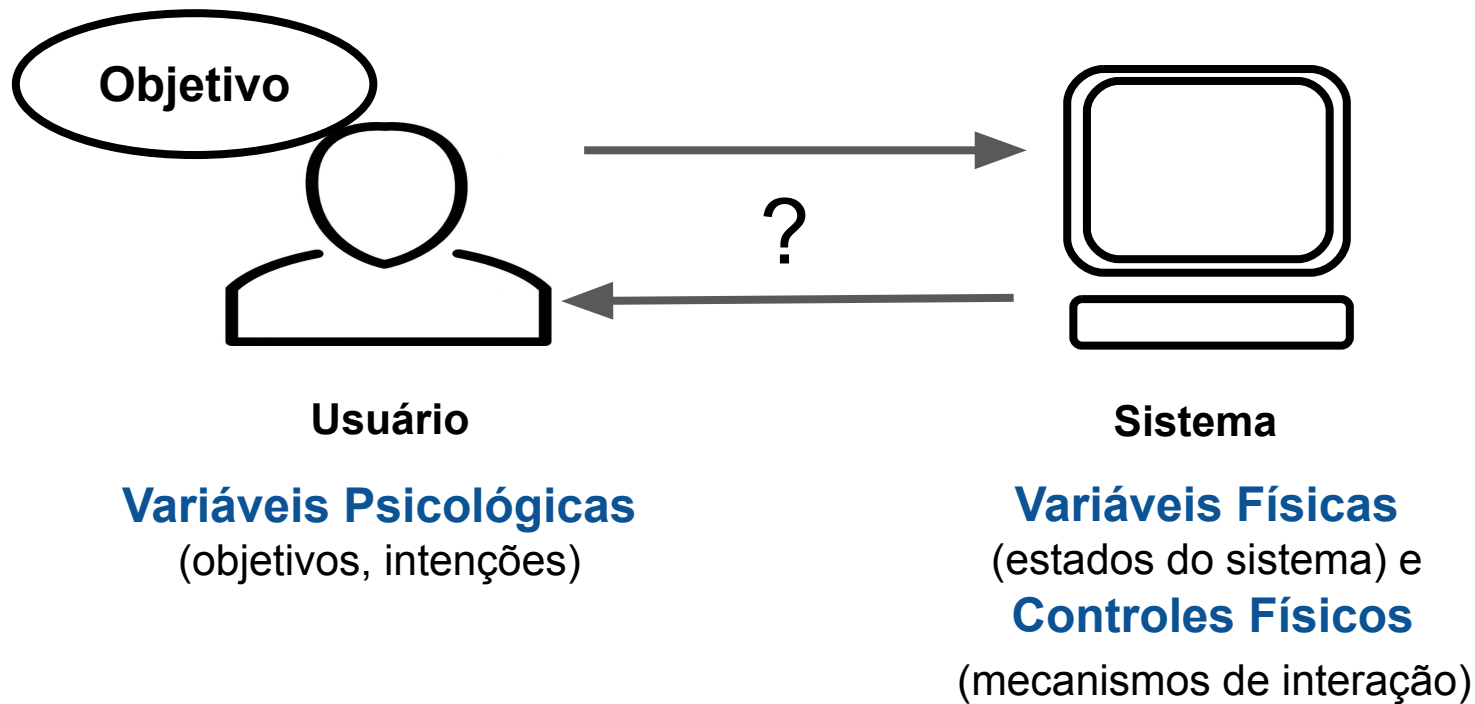 Objetivo
?
Usuário
Variáveis Psicológicas
(objetivos, intenções)
Sistema
Variáveis Físicas
(estados do sistema) e
Controles Físicos
(mecanismos de interação)